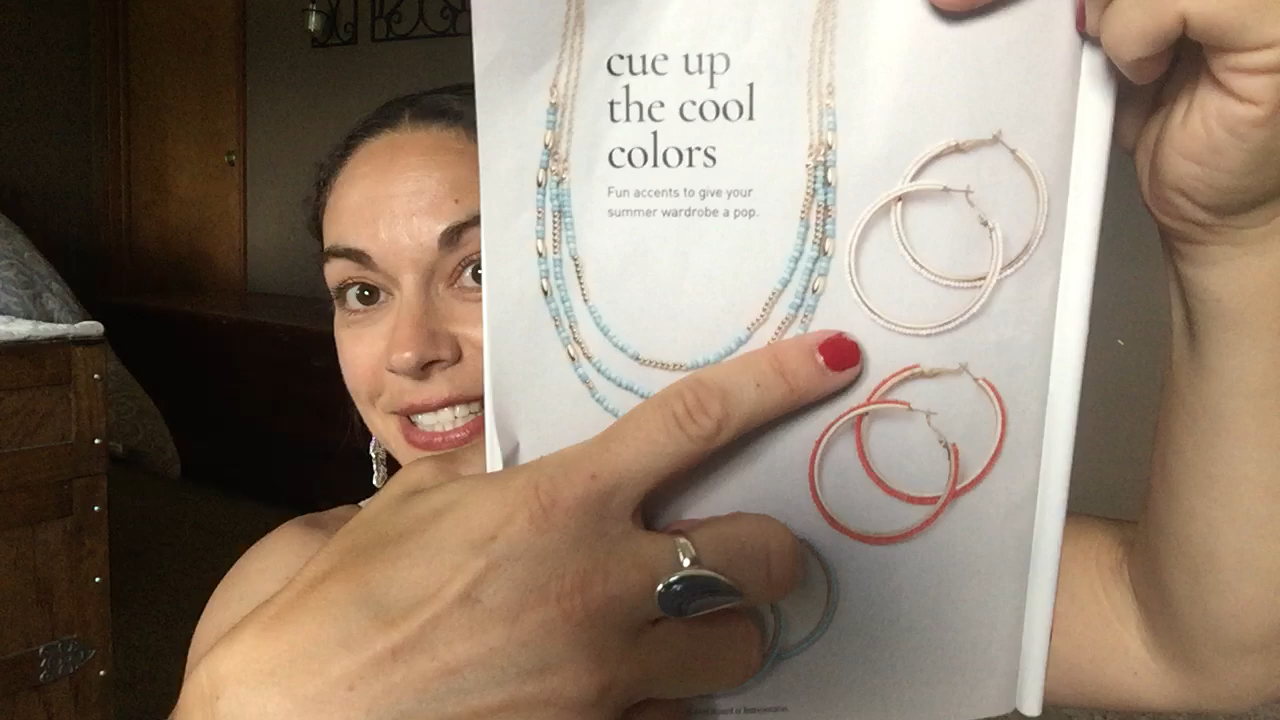 cue up
the cool
colors
Fun accents to give your
summer wardrobe a pop.